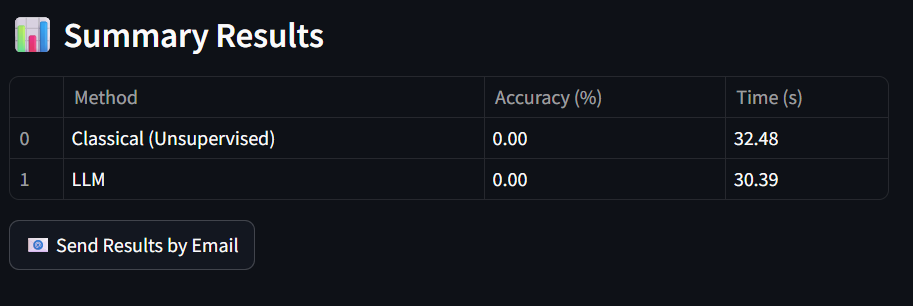 Summary Results
Method Accuracy (%) Time (s)
0 Classical (Unsupervised) 0.00 32.48
1 LLM 0.00 30.39
Send Results by Email